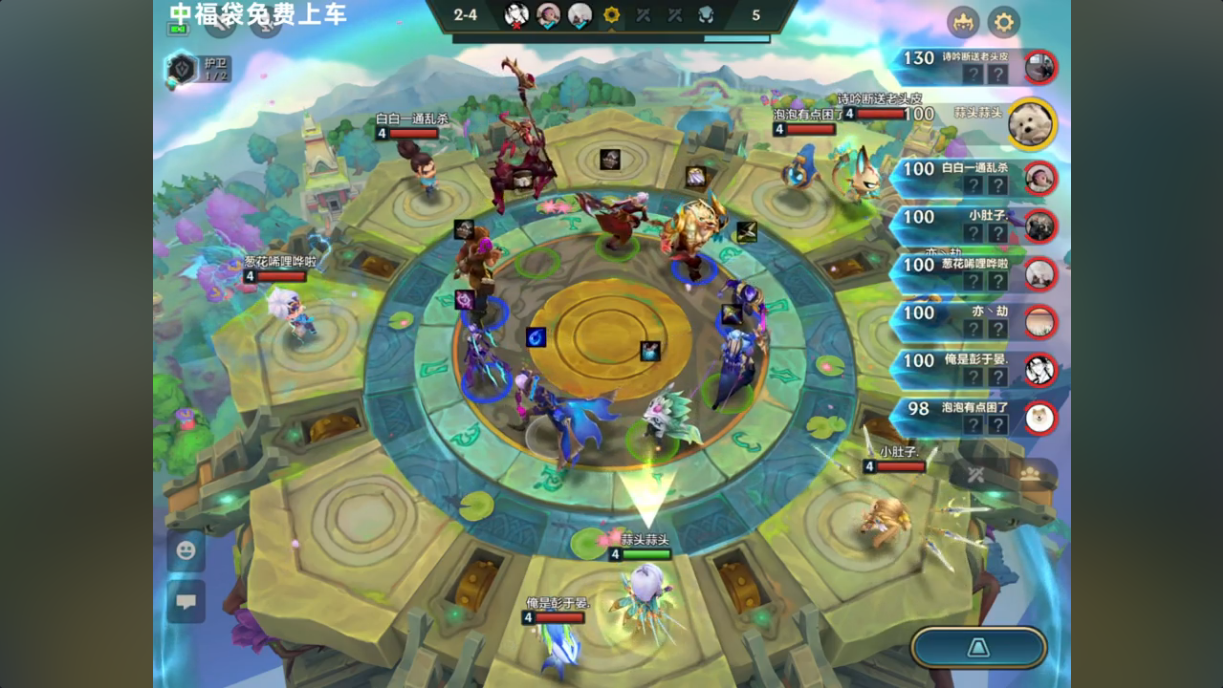 中福袋免费上车
2-4
5
护卫
1/2
130 诗吟断送老头皮
? ?
诗吟断送老头皮
4
泡泡有点困了
4
100 蒜头蒜头
白白一通乱杀
4
100 白白一通乱杀
? ?
100 小肚子.
? ?
葱花唏哩哗啦
4
亦丶劫
100 葱花唏哩哗啦
? ?
100 亦丶劫
? ?
100 俺是彭于晏.
? ?
98 泡泡有点困了
? ?
小肚子.
4
蒜头蒜头
4
俺是彭于晏.
4